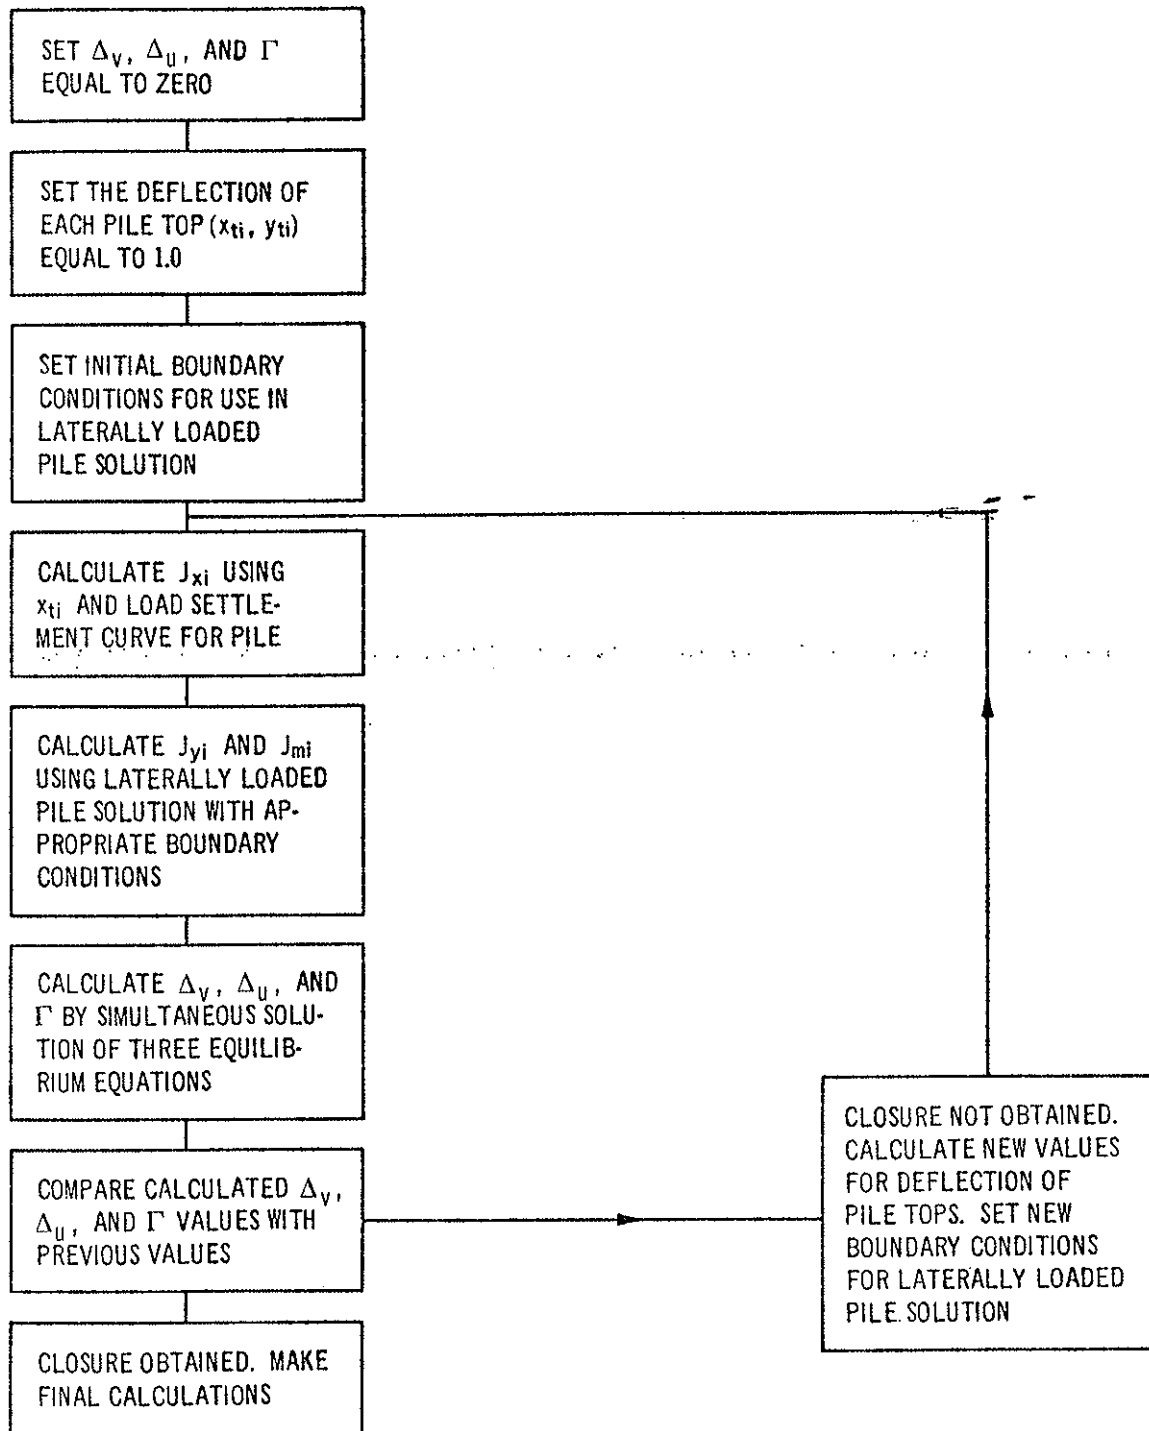 SET Δv, Δu, AND Γ
EQUAL TO ZERO
SET THE DEFLECTION OF
EACH PILE TOP (xti, yti)
EQUAL TO 1.0
SET INITIAL BOUNDARY
CONDITIONS FOR USE IN
LATERALLY LOADED
PILE SOLUTION
CALCULATE Jxi USING
xti AND LOAD SETTLE-
MENT CURVE FOR PILE
CALCULATE Jyi AND Jmi
USING LATERALLY LOADED
PILE SOLUTION WITH AP-
PROPRIATE BOUNDARY
CONDITIONS
CALCULATE Δv, Δu, AND
Γ BY SIMULTANEOUS SOLU-
TION OF THREE EQUILIB-
RIUM EQUATIONS
COMPARE CALCULATED Δv,
Δu, AND Γ VALUES WITH
PREVIOUS VALUES
CLOSURE NOT OBTAINED.
CALCULATE NEW VALUES
FOR DEFLECTION OF
PILE TOPS. SET NEW
BOUNDARY CONDITIONS
FOR LATERALLY LOADED
PILE SOLUTION
CLOSURE OBTAINED. MAKE
FINAL CALCULATIONS